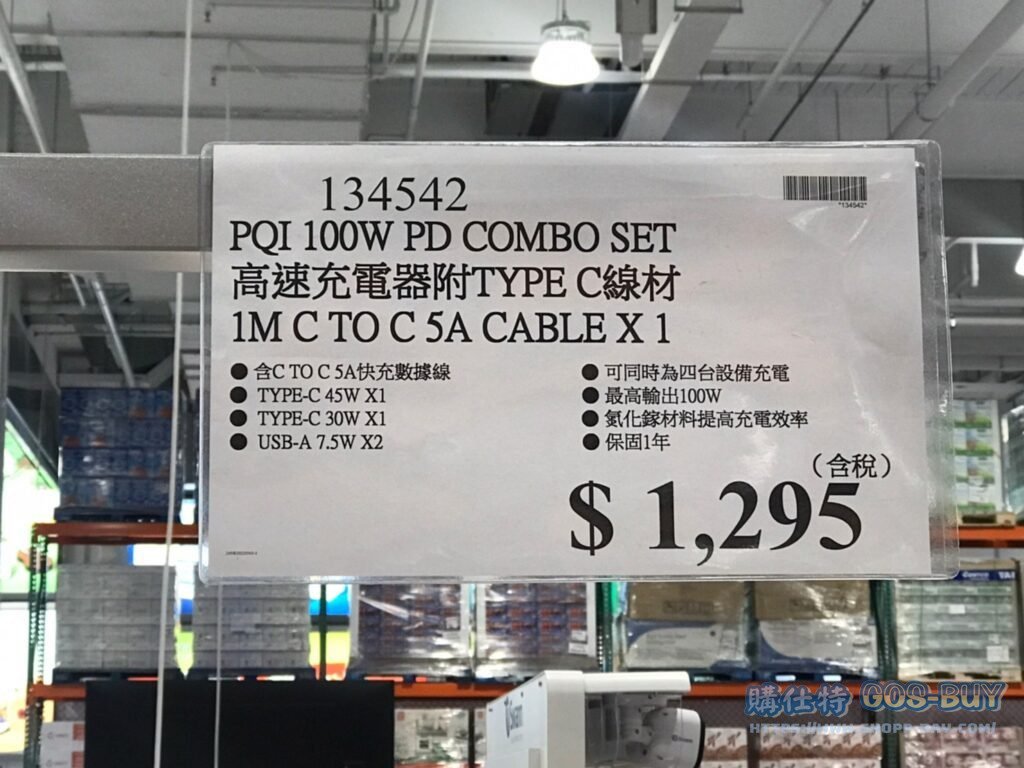 134542
*134542*
PQI 100W PD COMBO SET
高速充電器附TYPE C線材
1M C TO C 5A CABLE X 1
● 含C TO C 5A快充數據線
● TYPE-C 45W X1
● TYPE-C 30W X1
● USB-A 7.5W X2
● 可同時為四台設備充電
● 最高輸出100W
● 氮化鎵材料提高充電效率
● 保固1年
（含稅）
$ 1,295
購仕特 GOS-BUY